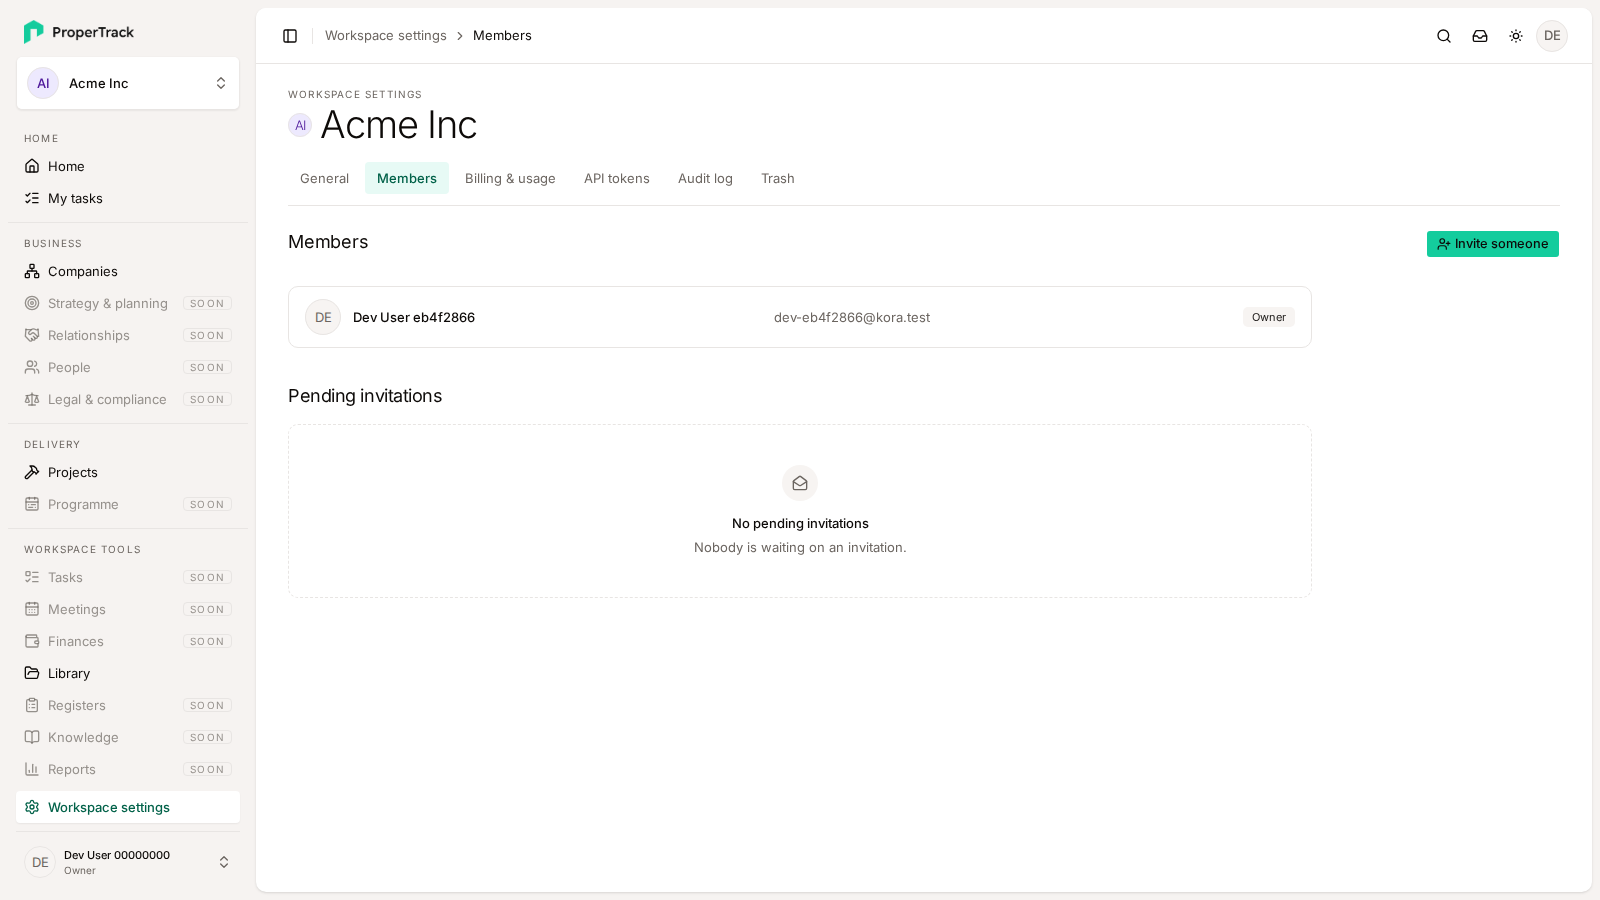 ProperTrack
AI Acme Inc
HOME
Home
My tasks
BUSINESS
Companies
Strategy & planning SOON
Relationships SOON
People SOON
Legal & compliance SOON
DELIVERY
Projects
Programme SOON
WORKSPACE TOOLS
Tasks SOON
Meetings SOON
Finances SOON
Library
Registers SOON
Knowledge SOON
Reports SOON
Workspace settings
DE Dev User 00000000
Owner
Workspace settings > Members DE
WORKSPACE SETTINGS
AI Acme Inc
General Members Billing & usage API tokens Audit log Trash
Members Invite someone
DE Dev User eb4f2866 dev-eb4f2866@kora.test Owner
Pending invitations
No pending invitations
Nobody is waiting on an invitation.